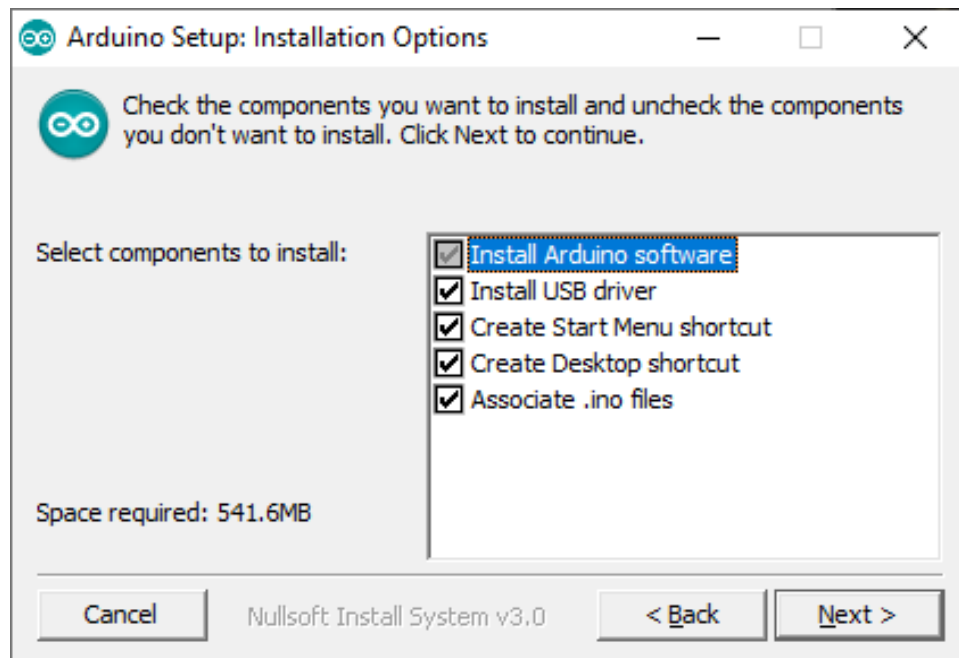 Arduino Setup: Installation Options
Check the components you want to install and uncheck the components
you don't want to install. Click Next to continue.
Select components to install:
Install Arduino software
Install USB driver
Create Start Menu shortcut
Create Desktop shortcut
Associate .ino files
Space required: 541.6MB
Cancel
Nullsoft Install System v3.0
< Back
Next >